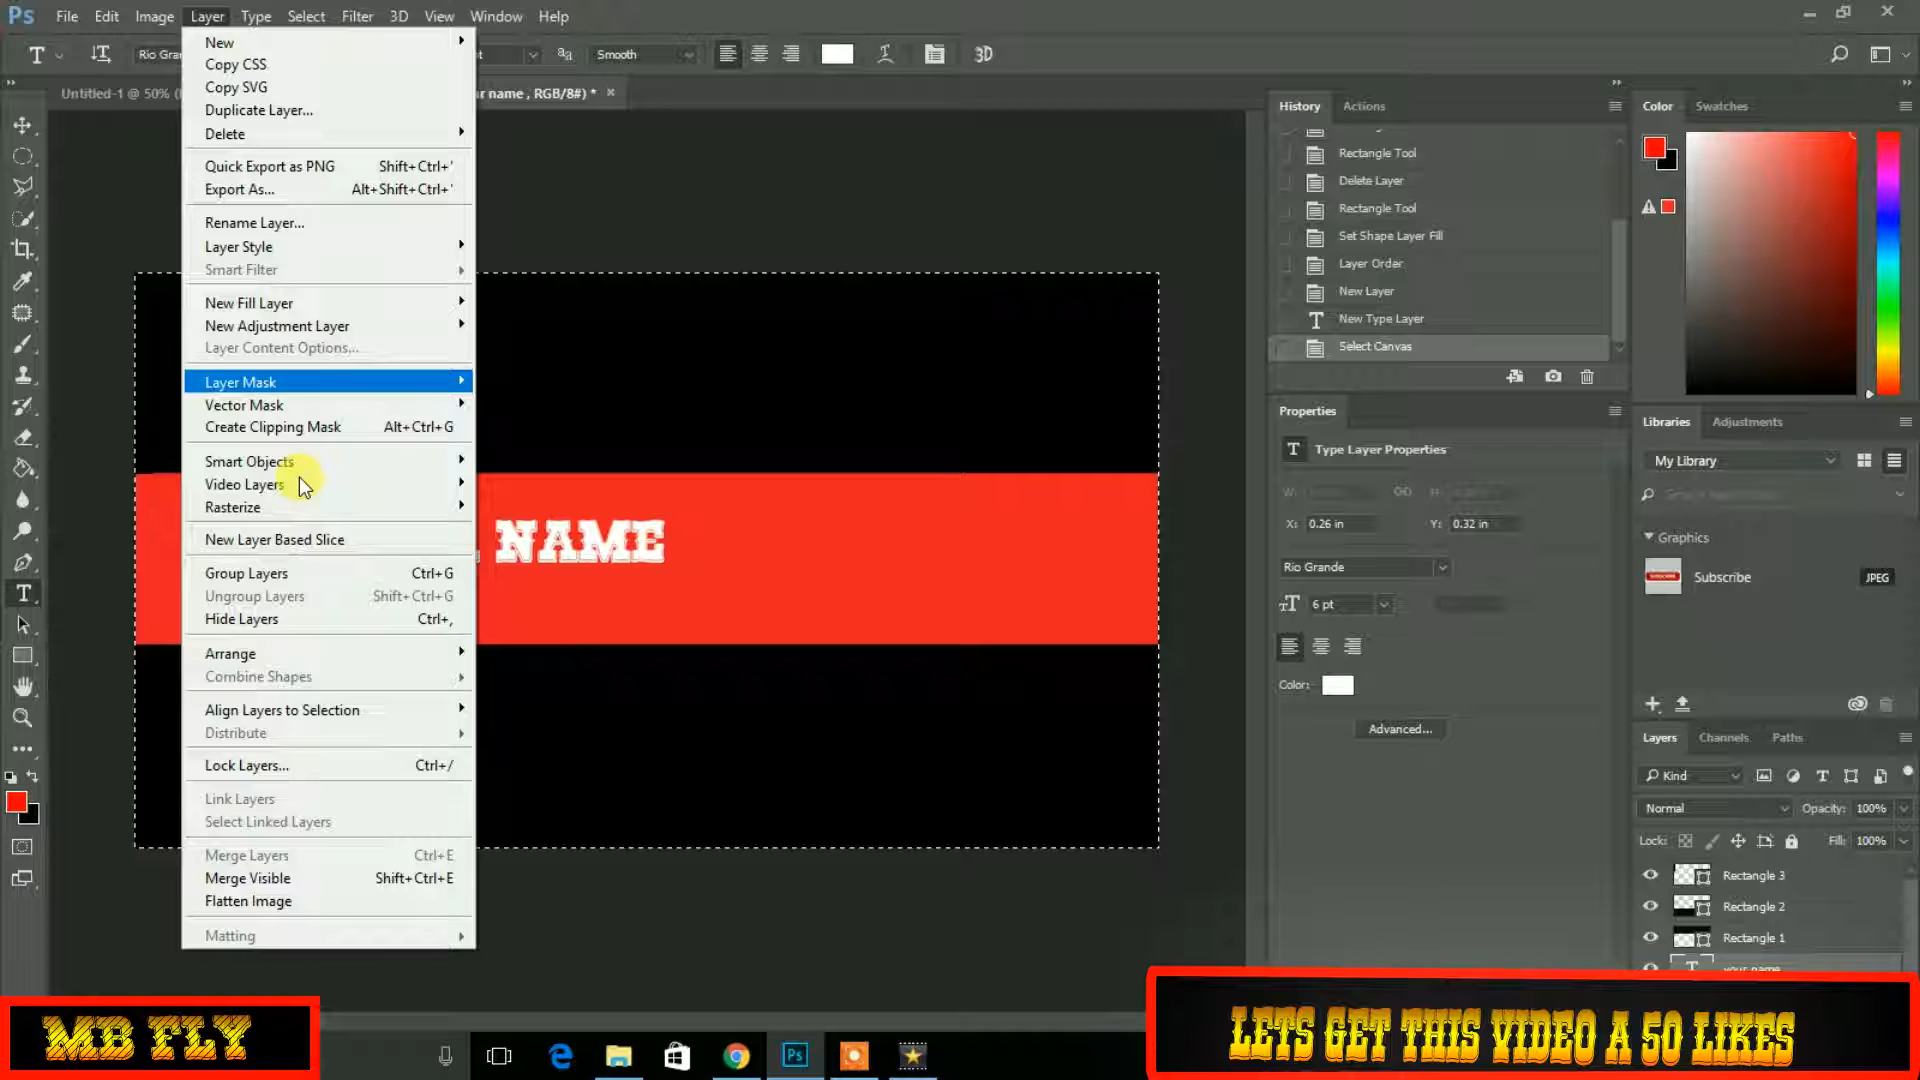 Ps File Edit Image Layer Type Select Filter 3D View Window Help
T Smooth 3D
Untitled-1 @ 50% RGB/8#) * ×
New
Copy CSS
Copy SVG
Duplicate Layer...
Delete
Quick Export as PNG Shift+Ctrl+'
Export As... Alt+Shift+Ctrl+'
Rename Layer...
Layer Style
Smart Filter
New Fill Layer
New Adjustment Layer
Layer Content Options...
Layer Mask
Vector Mask
Create Clipping Mask Alt+Ctrl+G
Smart Objects
Video Layers
Rasterize
New Layer Based Slice
Group Layers Ctrl+G
Ungroup Layers Shift+Ctrl+G
Hide Layers Ctrl+,
Arrange
Combine Shapes
Align Layers to Selection
Distribute
Lock Layers... Ctrl+/
Link Layers
Select Linked Layers
Merge Layers Ctrl+E
Merge Visible Shift+Ctrl+E
Flatten Image
Matting
NAME
History Actions
Rectangle Tool
Delete Layer
Rectangle Tool
Set Shape Layer Fill
Layer Order
New Layer
New Type Layer
Select Canvas
Properties
Type Layer Properties
W: H:
X: 0.26 in Y: 0.32 in
Rio Grande
6 pt
Color:
Advanced...
Color Swatches
Libraries Adjustments
My Library
Graphics
Subscribe JPEG
Layers Channels Paths
Kind
Normal Opacity: 100%
Lock: Fill: 100%
Rectangle 3
Rectangle 2
Rectangle 1
your name
MB FLY
LETS GET THIS VIDEO A 50 LIKES